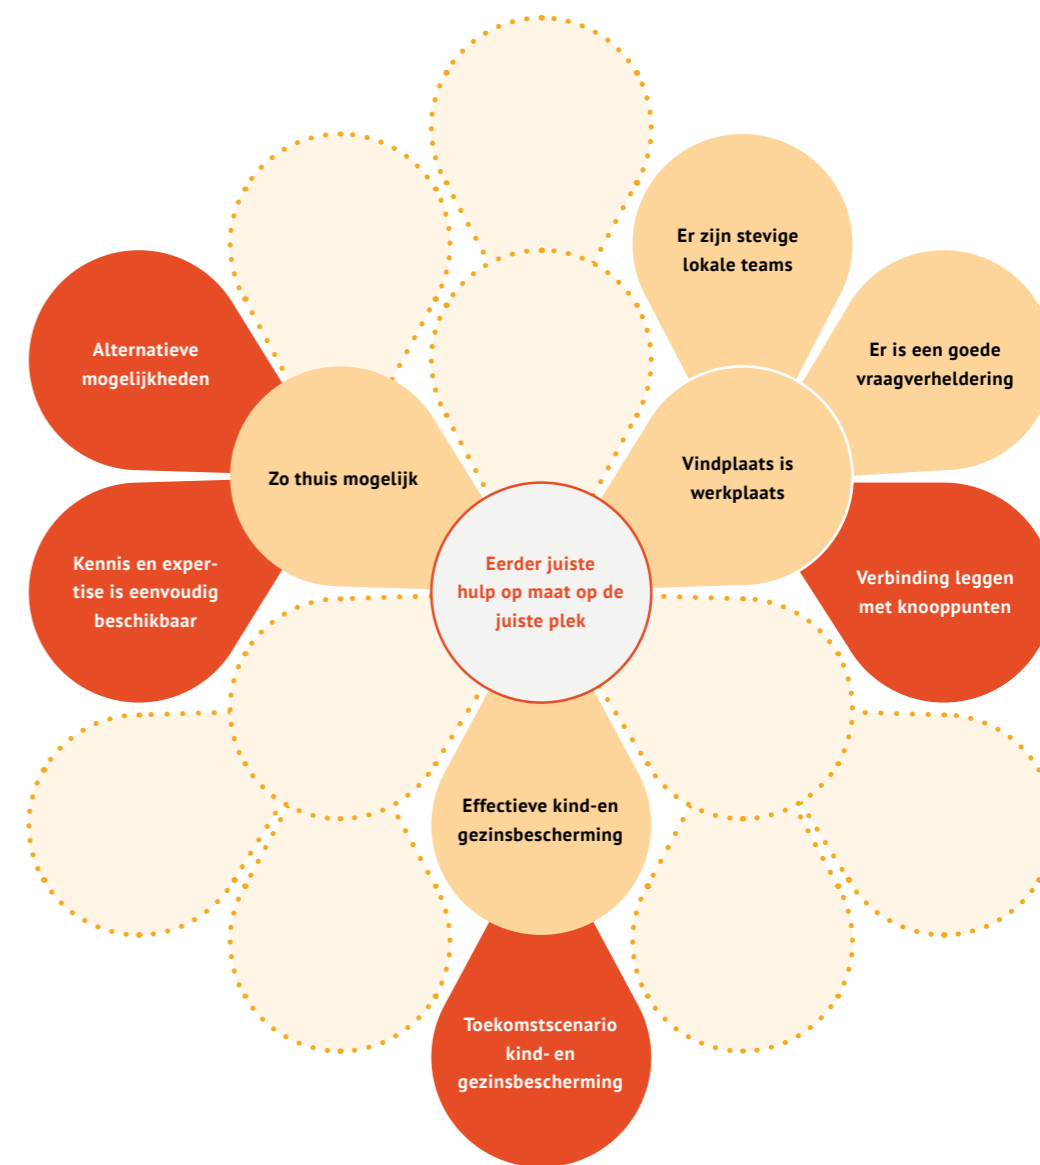 Er zijn stevige
lokale teams
Alternatieve
mogelijkheden
Er is een goede
vraagverheldering
Zo thuis mogelijk
Vindplaats is
werkplaats
Kennis en exper-
tise is eenvoudig
beschikbaar
Eerder juiste
hulp op maat op de
juiste plek
Verbinding leggen
met knooppunten
Effectieve kind-en
gezinsbescherming
Toekomstscenario
kind- en
gezinsbescherming